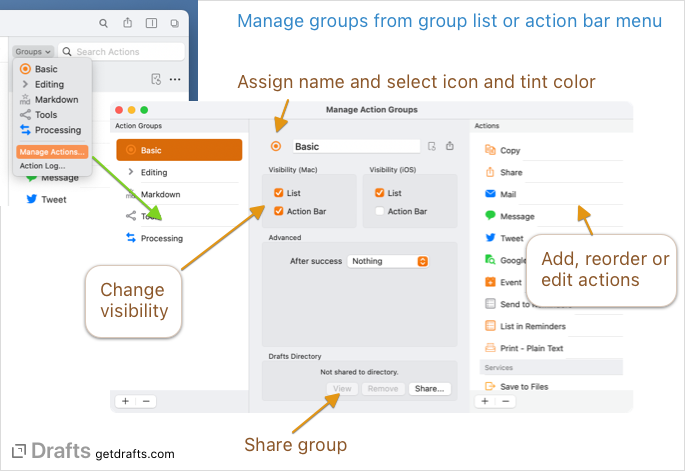 Manage groups from group list or action bar menu
Groups
Search Actions
Basic
Editing
Markdown
Tools
Processing
Manage Actions...
Action Log...
Message
Tweet
Assign name and select icon and tint color
Manage Action Groups
Action Groups
Basic
Editing
Markdown
Processing
Basic
Visibility (Mac)
Visibility (iOS)
List
List
Action Bar
Action Bar
Advanced
After success
Nothing
Drafts Directory
Not shared to directory.
View
Remove
Share...
Actions
Copy
Share
Mail
Message
Tweet
Google
Event
Send to
List in Reminders
Print - Plain Text
Services
Save to Files
Change
visibility
Add, reorder or
edit actions
Share group
Drafts getdrafts.com